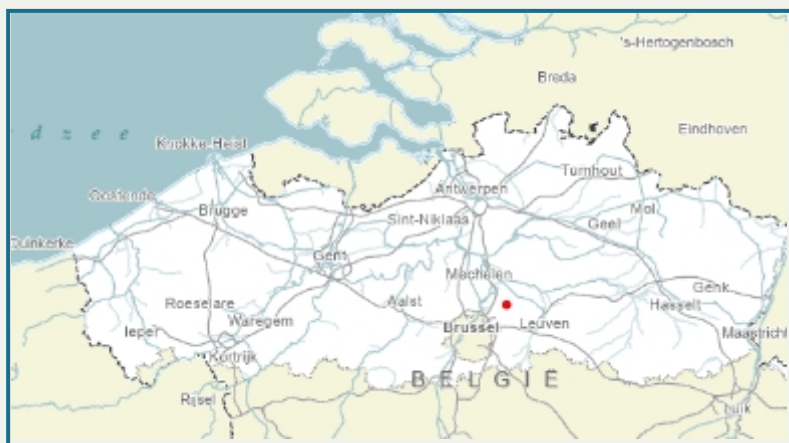 's-Hertogenbosch
Breda
dzee
Eindhoven
Knokke-Heist
Turnhout
Antwerpen
Oostende
Mol
Brugge
Sint-Niklaas
Geel
Duinkerke
Gent
Mechelen
Genk
Roeselare
Aalst
Hasselt
Waregem
Brussel
Leuven
Ieper
Maastricht
Kortrijk
BELGIË
Rijsel
Luik